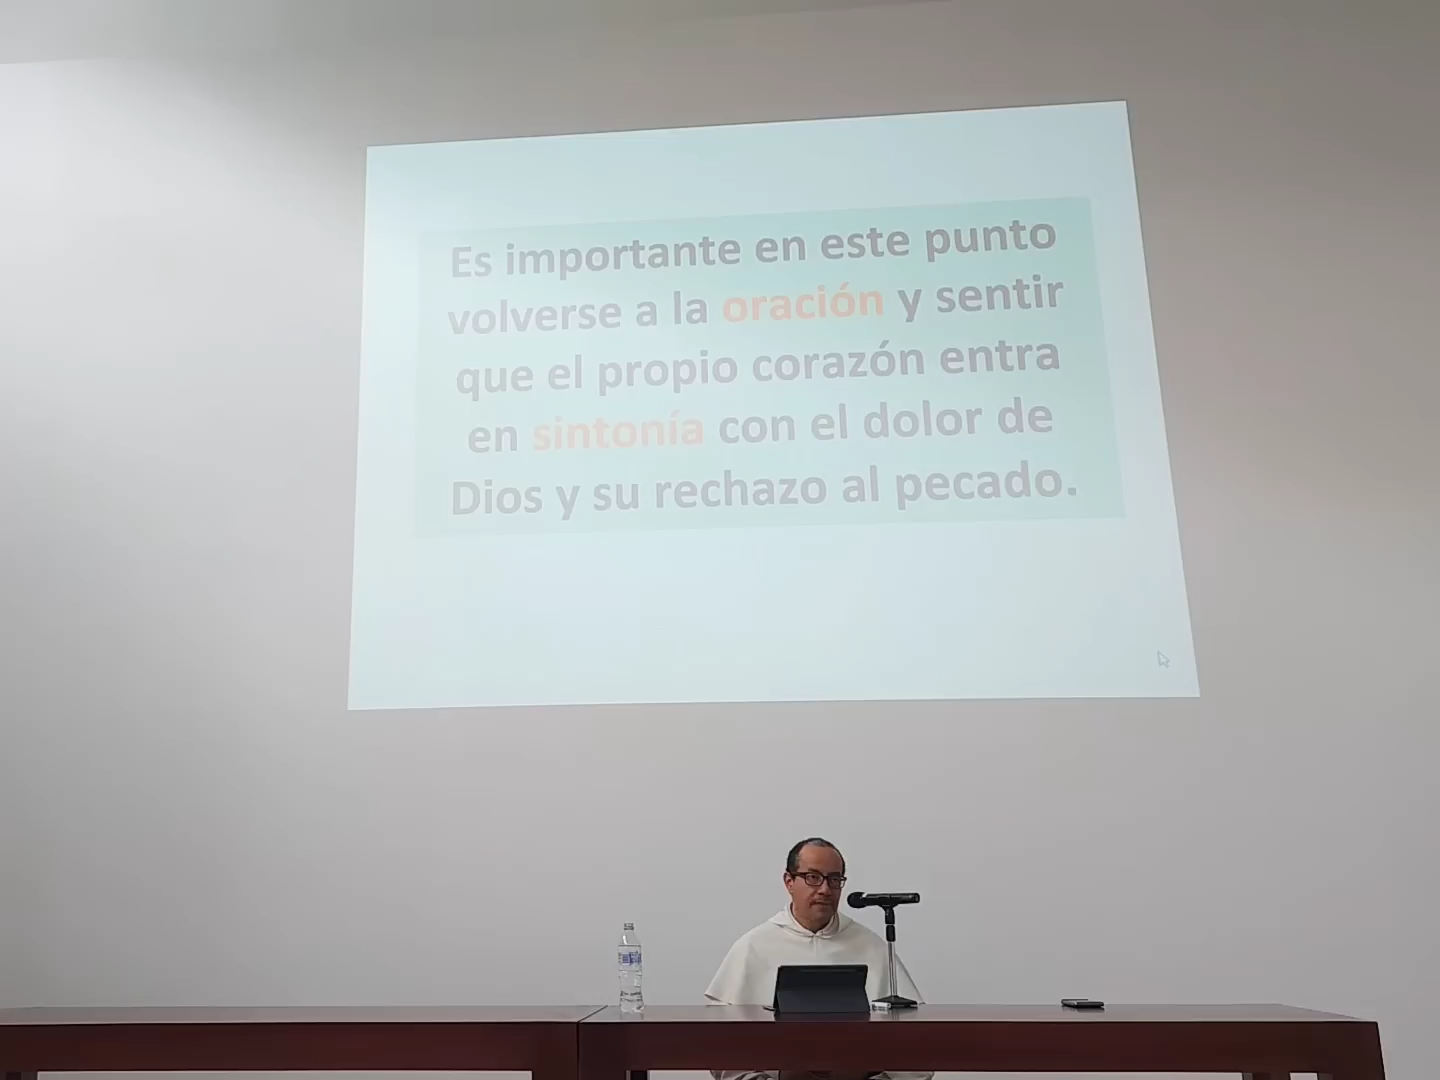 Es importante en este punto
volverse a la oración y sentir
que el propio corazón entra
en sintonía con el dolor de
Dios y su rechazo al pecado.